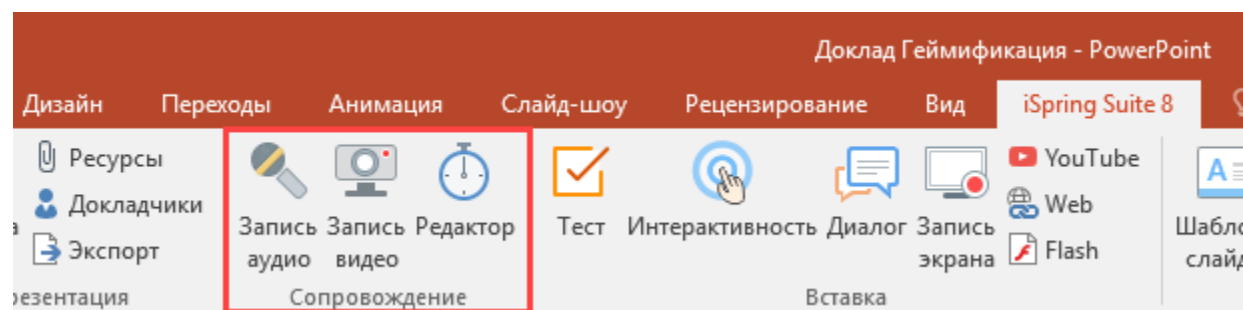 Доклад Геймификация - PowerPoint
Дизайн Переходы Анимация Слайд-шоу Рецензирование Вид iSpring Suite 8
Ресурсы
Докладчики
Экспорт
Запись аудио
Запись видео
Редактор
Сопровождение
Тест
Интерактивность
Диалог
Запись экрана
YouTube
Web
Flash
Вставка